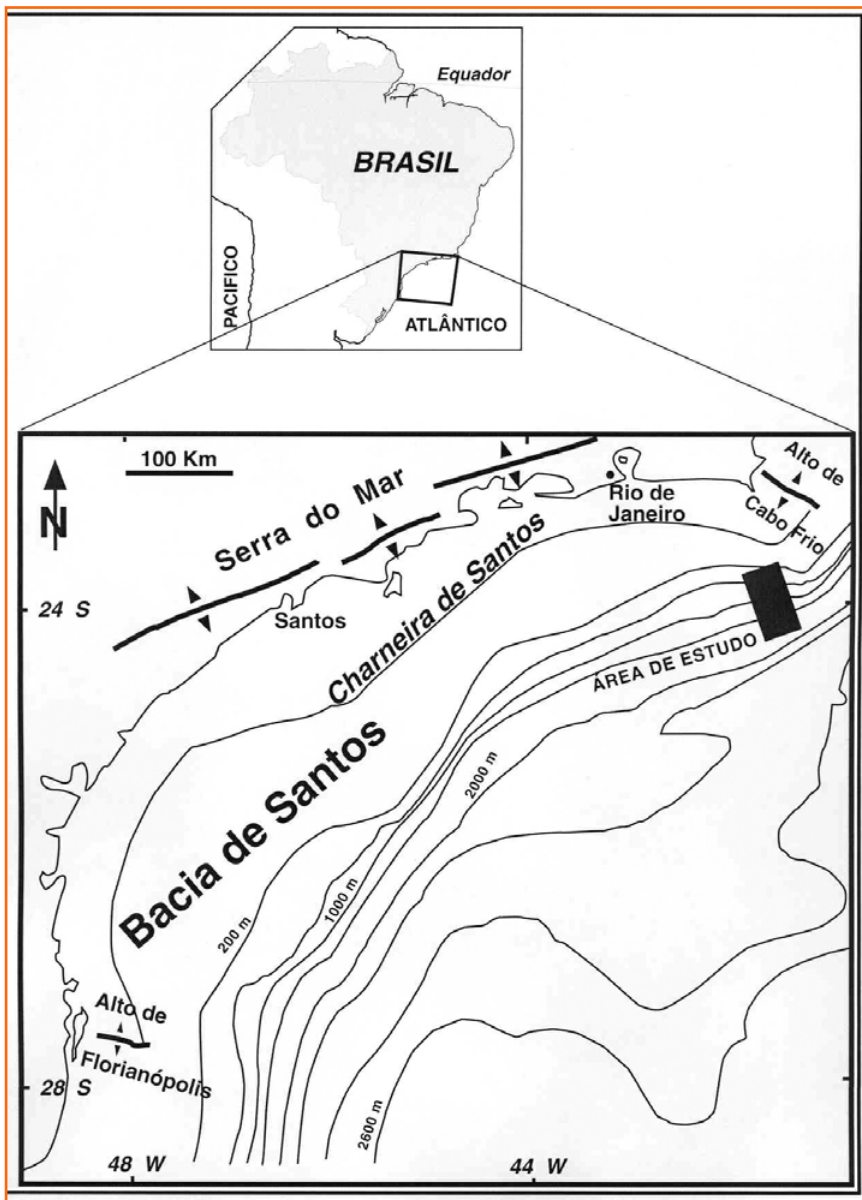 Equador
BRASIL
PACIFICO
ATLÂNTICO
100 Km
N
Serra do Mar
Alto de
Cabo Frio
Rio de
Janeiro
24 S
Santos
Charneira de Santos
ÁREA DE ESTUDO
Bacia de Santos
2000 m
1000 m
200 m
Alto de
Florianópolis
28 S
2600 m
48 W
44 W